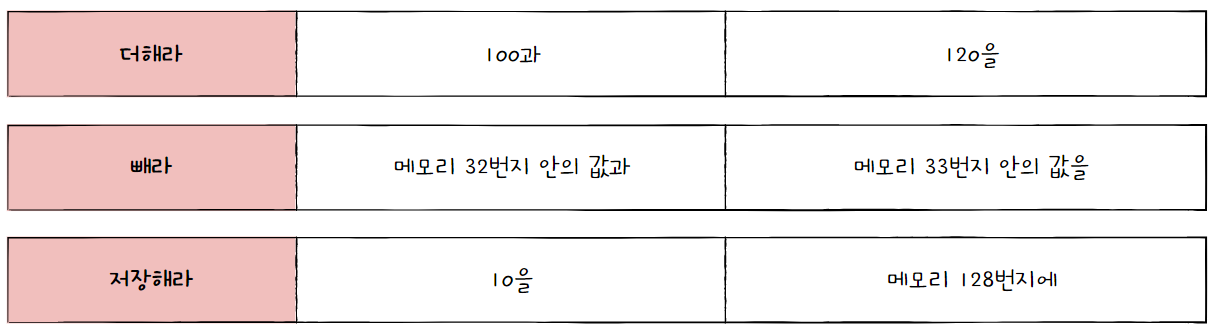 더해라 100과 120을
빼라 메모리 32번지 안의 값과 메모리 33번지 안의 값을
저장해라 10을 메모리 128번지에